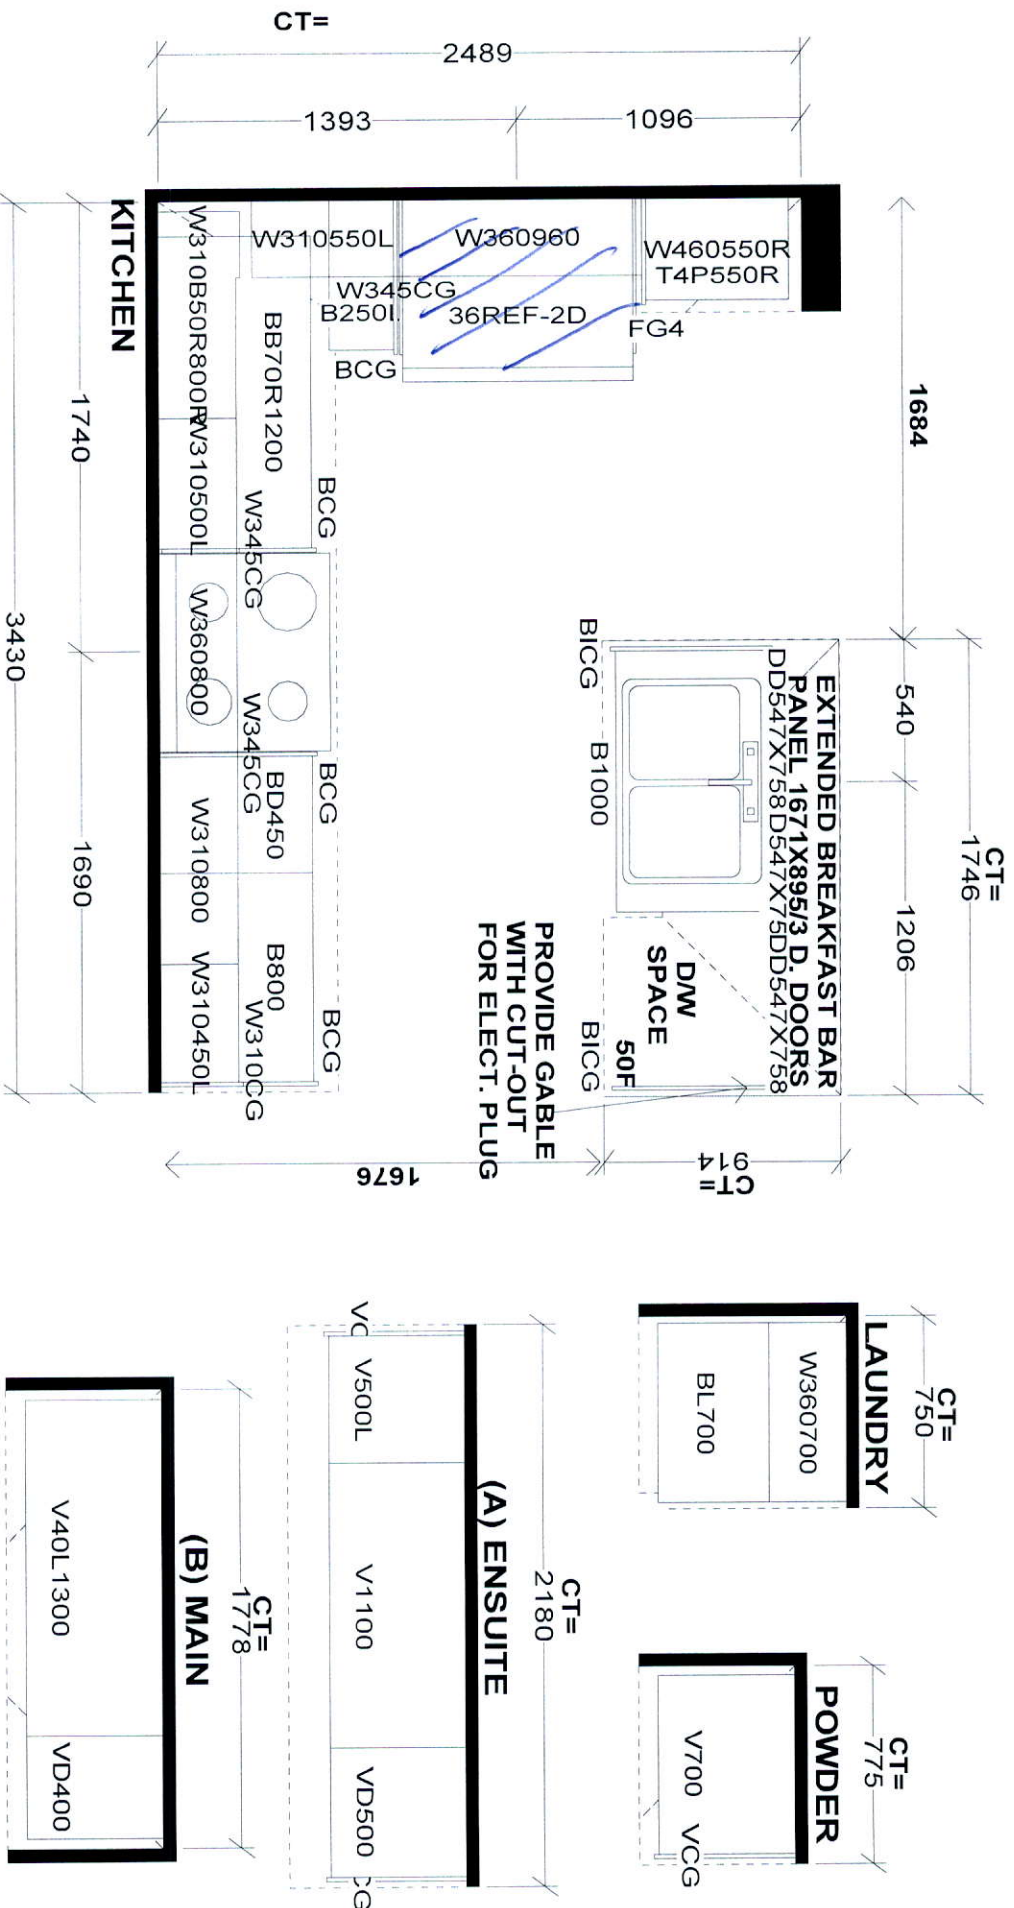 CT=
2489
1393
1096
KITCHEN
W310B50R800R
W310500L
W310550L
W360960
W460550R
T4P550R
W345CG
B250L
36REF-2D
FG4
BCG
BB70R1200
BCG
W345CG
W360800
W345CG
BCG
BD450
W310800
B800
W310450L
W310CG
BCG
1740
1690
3430
1684
540
1206
CT=
1746
EXTENDED BREAKFAST BAR
PANEL 1671X895/3 D. DOORS
DD547X758
D547X75
DD547X758
BICG
B1000
D/W
SPACE
50F
BICG
PROVIDE GABLE
WITH CUT-OUT
FOR ELECT. PLUG
1676
CT=
914
LAUNDRY
CT=
750
W360700
BL700
POWDER
CT=
775
V700
VCG
(A) ENSUITE
CT=
2180
V500L
V1100
VD500
(B) MAIN
CT=
1778
V40L1300
VD400